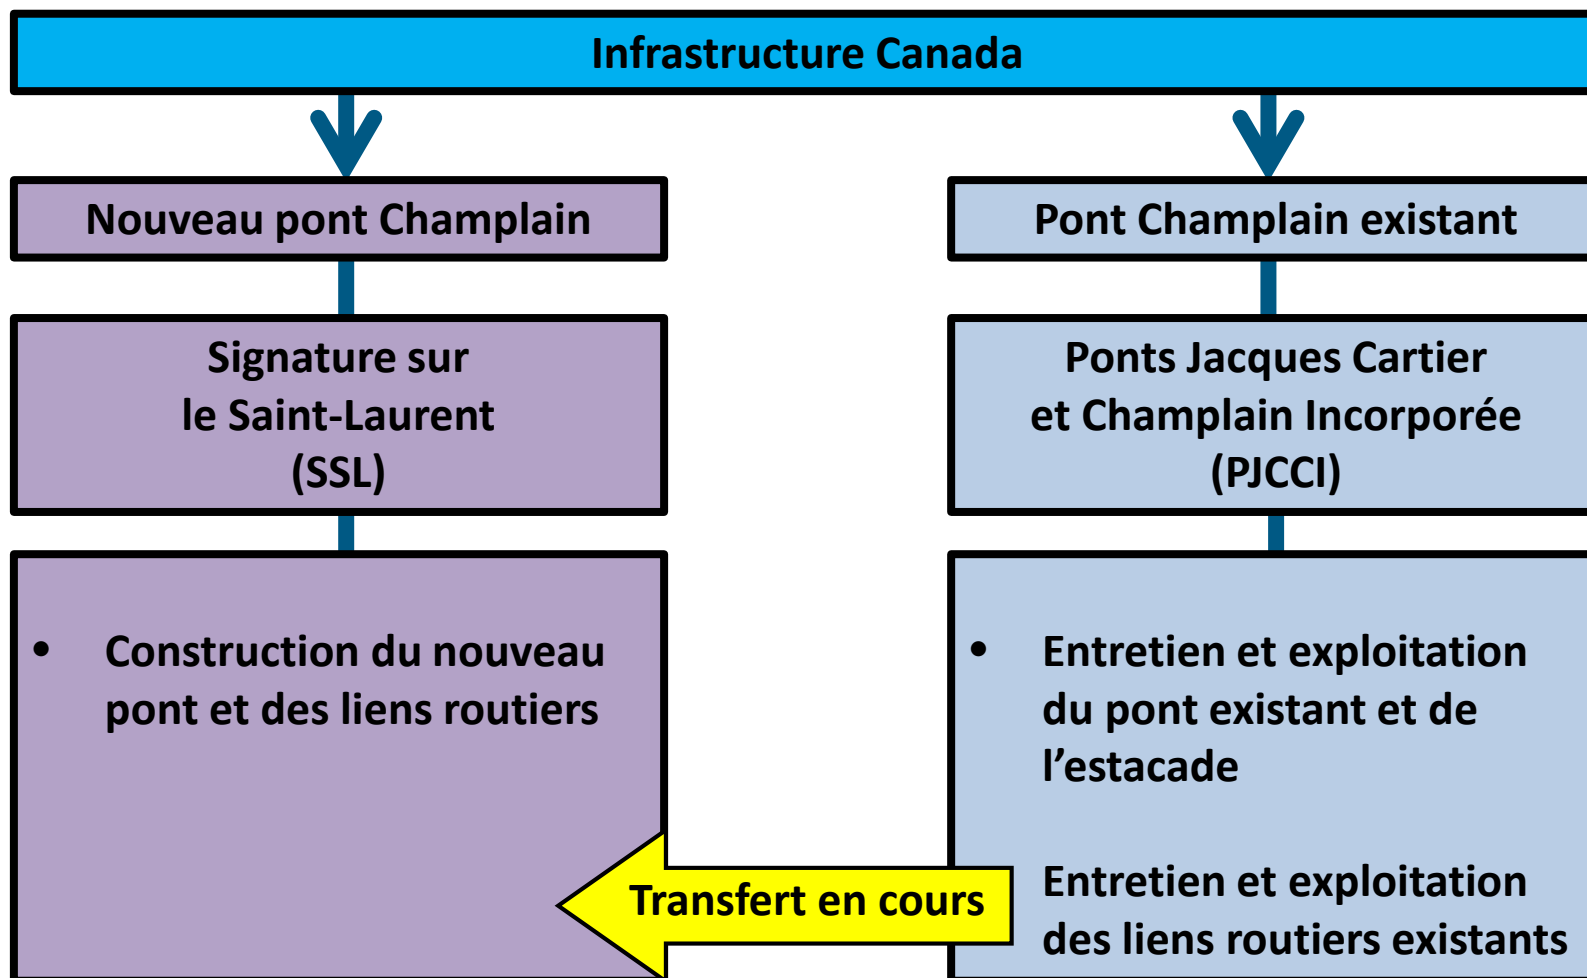 Infrastructure Canada
Nouveau pont Champlain
Signature sur
le Saint-Laurent
(SSL)
• Construction du nouveau
pont et des liens routiers
Pont Champlain existant
Ponts Jacques Cartier
et Champlain Incorporée
(PJCCI)
• Entretien et exploitation
du pont existant et de
l’estacade
Entretien et exploitation
des liens routiers existants
Transfert en cours